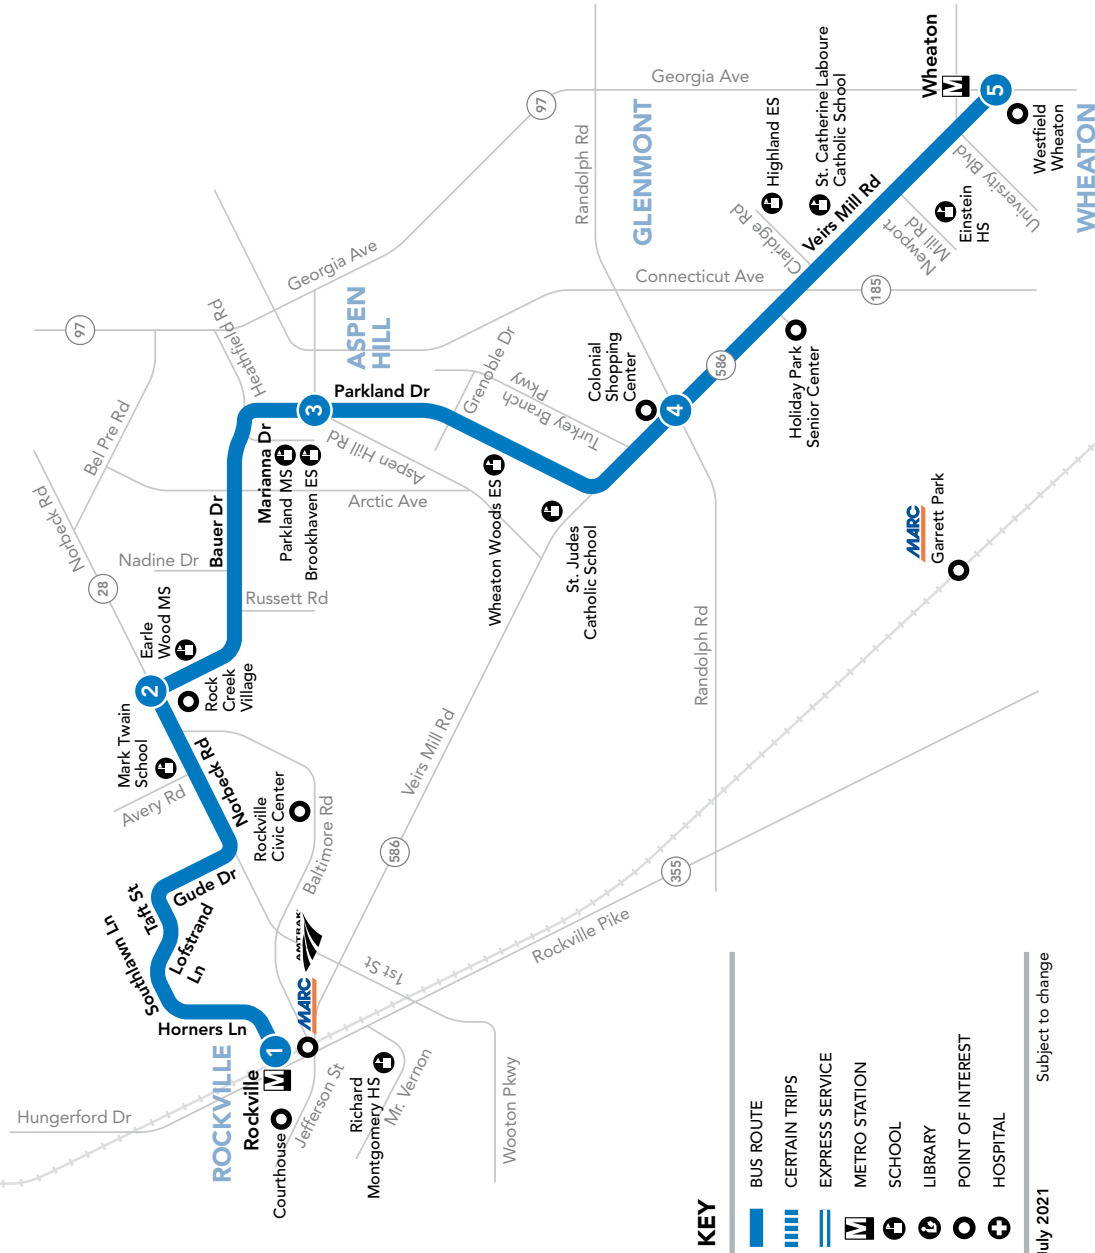 Georgia Ave
97
Randolph Rd
GLENMONT
Highland ES
St. Catherine Laboure
Catholic School
Wheaton
M
5
Westfield
Wheaton
WHEATON
University Blvd
Einstein
HS
Newport
Mill Rd
Veirs Mill Rd
Claridge Rd
Connecticut Ave
185
Holiday Park
Senior Center
586
Colonial
Shopping
Center
4
Georgia Ave
97
Heathfield Rd
ASPEN
HILL
Parkland Dr
3
Grenoble Dr
Turkey Branch
Pkwy
Aspen Hill Rd
Marianna Dr
Parkland MS
Brookhaven ES
Arctic Ave
Bel Pre Rd
Norbeck Rd
28
Bauer Dr
Nadine Dr
Russett Rd
Wheaton Woods ES
St. Judes
Catholic School
Randolph Rd
MARC
Garrett Park
Earle
Wood MS
2
Rock
Creek
Village
Mark Twain
School
Avery Rd
Norbeck Rd
Rockville
Civic Center
Baltimore Rd
Veirs Mill Rd
586
355
Rockville Pike
Gude Dr
Taft St
Lofstrand
Ln
Southlawn Ln
Horners Ln
AMTRAK
MARC
1st St
1
ROCKVILLE
Rockville
M
Courthouse
Hungerford Dr
Jefferson St
Richard
Montgomery HS
Mr. Vernon
Wooton Pkwy
KEY
BUS ROUTE
CERTAIN TRIPS
EXPRESS SERVICE
M METRO STATION
SCHOOL
LIBRARY
POINT OF INTEREST
HOSPITAL
uly 2021
Subject to change